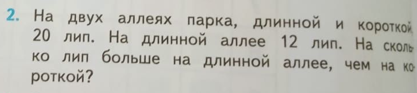 2. На двух аллеях парка, длинной и короткой,
20 лип. На длинной аллее 12 лип. На сколь-
ко лип больше на длинной аллее, чем на ко-
роткой?